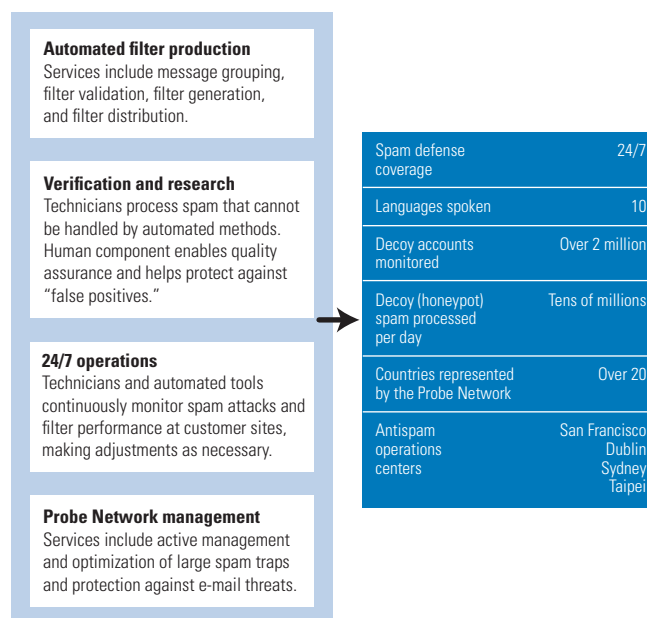 Automated filter production
Services include message grouping,
filter validation, filter generation,
and filter distribution.
Verification and research
Technicians process spam that cannot
be handled by automated methods.
Human component enables quality
assurance and helps protect against
“false positives.”
24/7 operations
Technicians and automated tools
continuously monitor spam attacks and
filter performance at customer sites,
making adjustments as necessary.
Probe Network management
Services include active management
and optimization of large spam traps
and protection against e-mail threats.
Spam defense 24/7
coverage
Languages spoken 10
Decoy accounts Over 2 million
monitored
Decoy (honeypot) Tens of millions
spam processed
per day
Countries represented Over 20
by the Probe Network
Antispam San Francisco
operations Dublin
centers Sydney
Taipei